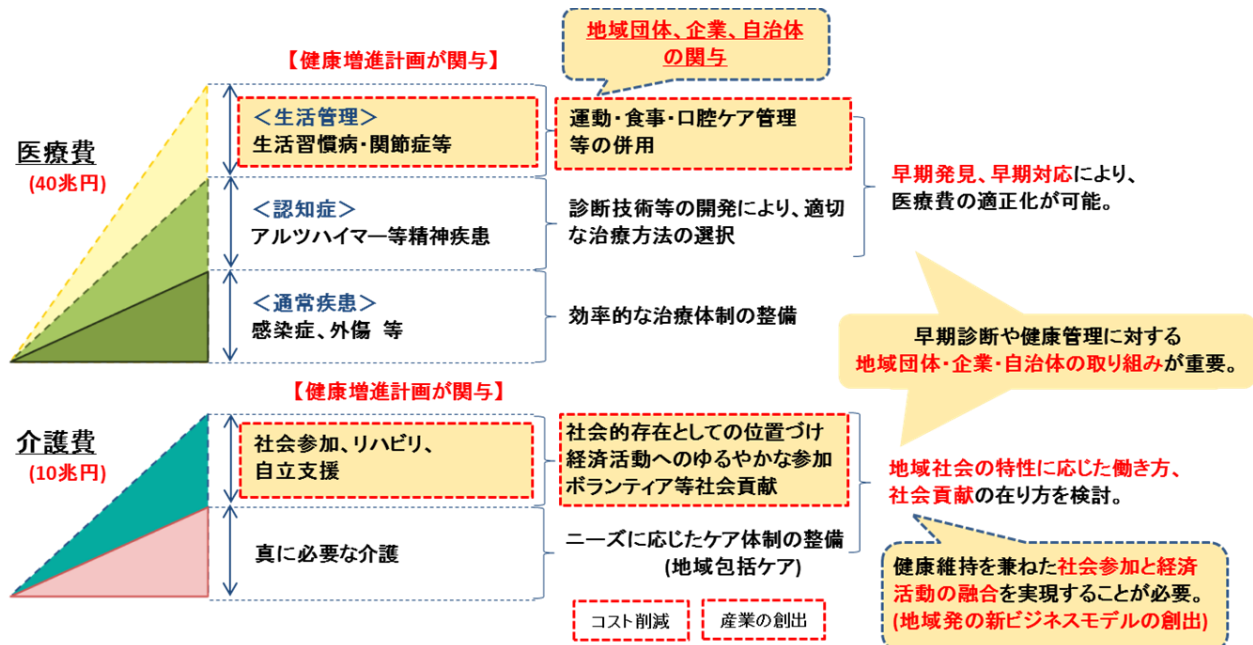 地域団体、企業、自治体
の関与
【健康増進計画が関与】
医療費
(40兆円)
＜生活管理＞
生活習慣病・関節症等
運動・食事・口腔ケア管理
等の併用
＜認知症＞
アルツハイマー等精神疾患
診断技術等の開発により、適切
な治療方法の選択
＜通常疾患＞
感染症、外傷 等
効率的な治療体制の整備
早期発見、早期対応により、
医療費の適正化が可能。
早期診断や健康管理に対する
地域団体・企業・自治体の取り組みが重要。
【健康増進計画が関与】
介護費
(10兆円)
社会参加、リハビリ、
自立支援
社会的存在としての位置づけ
経済活動へのゆるやかな参加
ボランティア等社会貢献
真に必要な介護
ニーズに応じたケア体制の整備
(地域包括ケア)
地域社会の特性に応じた働き方、
社会貢献の在り方を検討。
健康維持を兼ねた社会参加と経済
活動の融合を実現することが必要。
(地域発の新ビジネスモデルの創出)
コスト削減
産業の創出